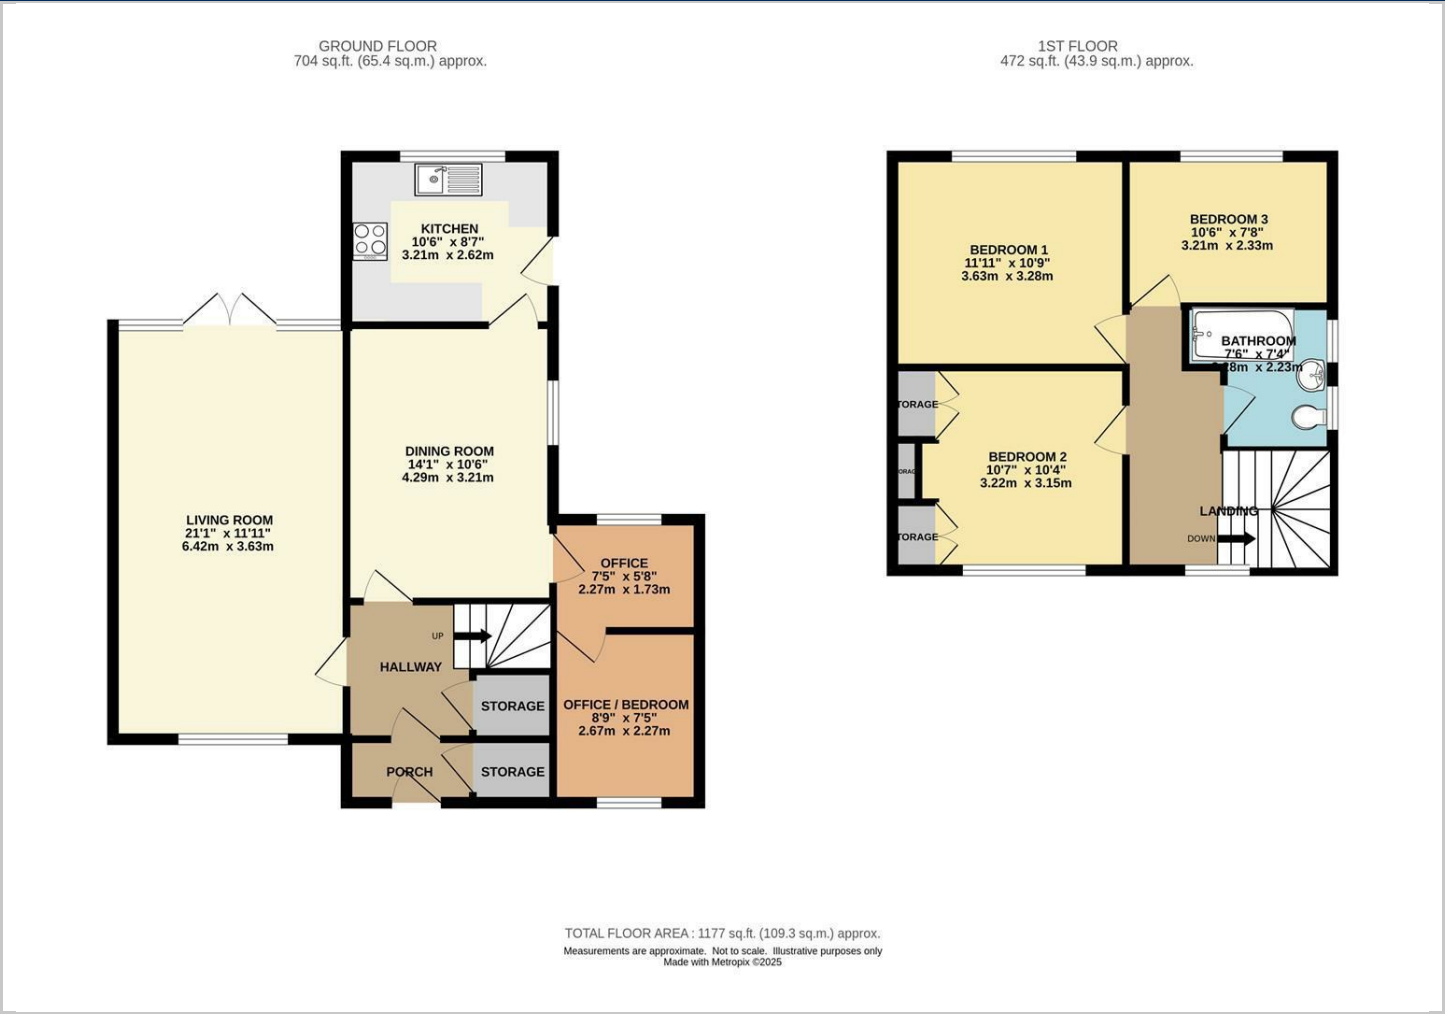 GROUND FLOOR
704 sq.ft. (65.4 sq.m.) approx.
1ST FLOOR
472 sq.ft. (43.9 sq.m.) approx.
KITCHEN
10'6" x 8'7"
3.21m x 2.62m
DINING ROOM
14'1" x 10'6"
4.29m x 3.21m
LIVING ROOM
21'1" x 11'11"
6.42m x 3.63m
OFFICE
7'5" x 5'8"
2.27m x 1.73m
UP
HALLWAY
STORAGE
OFFICE / BEDROOM
8'9" x 7'5"
2.67m x 2.27m
PORCH
STORAGE
BEDROOM 1
11'11" x 10'9"
3.63m x 3.28m
BEDROOM 3
10'6" x 7'8"
3.21m x 2.33m
BATHROOM
7'6" x 7'4"
x 2.23m
TORAGE
BEDROOM 2
10'7" x 10'4"
3.22m x 3.15m
TORAGE
LANDING
DOWN
TOTAL FLOOR AREA : 1177 sq.ft. (109.3 sq.m.) approx.
Measurements are approximate. Not to scale. Illustrative purposes only
Made with Metropix ©2025